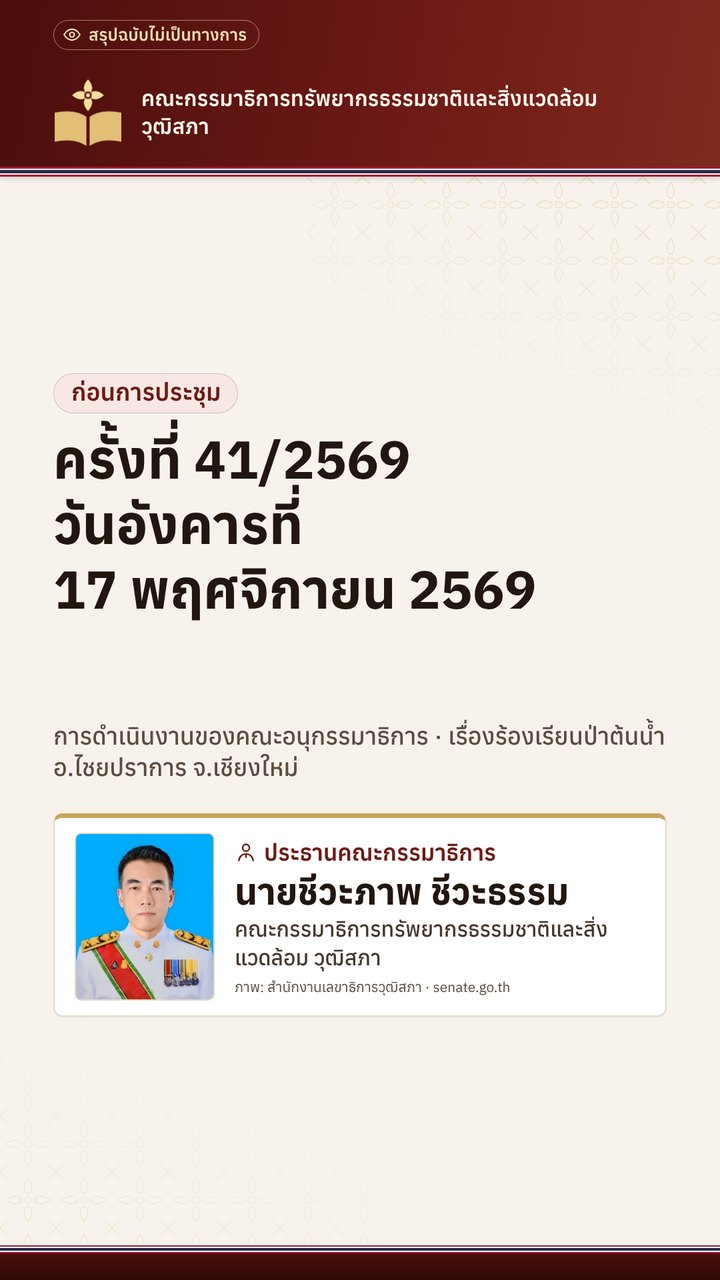 สรุปฉบับไม่เป็นทางการ
คณะกรรมาธิการทรัพยากรธรรมชาติและสิ่งแวดล้อม
วุฒิสภา
ก่อนการประชุม
ครั้งที่ 41/2569
วันอังคารที่
17 พฤศจิกายน 2569
การดำเนินงานของคณะอนุกรรมาธิการ · เรื่องร้องเรียนป่าต้นน้ำ
อ.ไชยปราการ จ.เชียงใหม่
ประธานคณะกรรมาธิการ
นายชีวะภาพ ชีวะธรรม
คณะกรรมาธิการทรัพยากรธรรมชาติและสิ่ง
แวดล้อม วุฒิสภา
ภาพ: สำนักงานเลขาธิการวุฒิสภา · senate.go.th